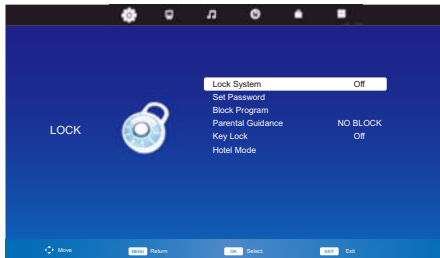 Lock System Off
Set Password
Block Program
Parental Guidance NO BLOCK
LOCK
Key Lock Off
Hotel Mode
Move MENU Return OK Select EXIT Exit